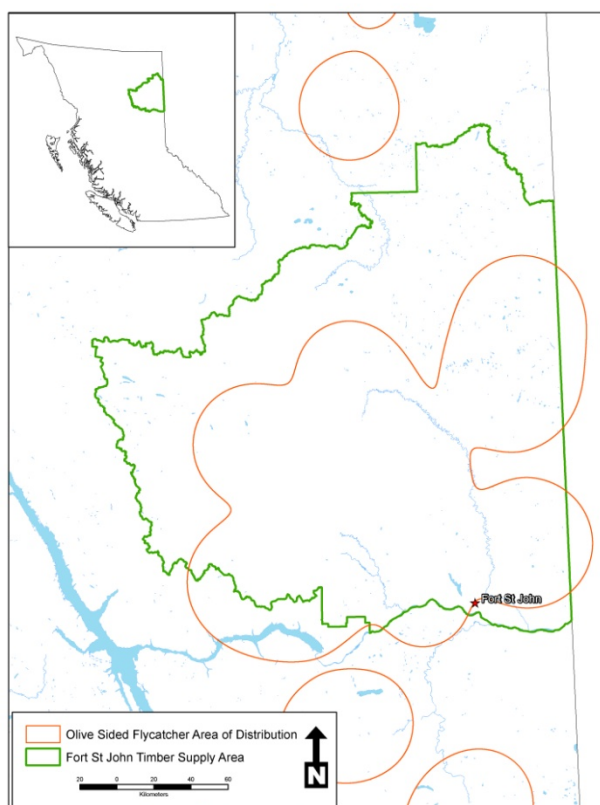 Fort St John
Olive Sided Flycatcher Area of Distribution
Fort St John Timber Supply Area
20 0 20 40 60
Kilometers
N